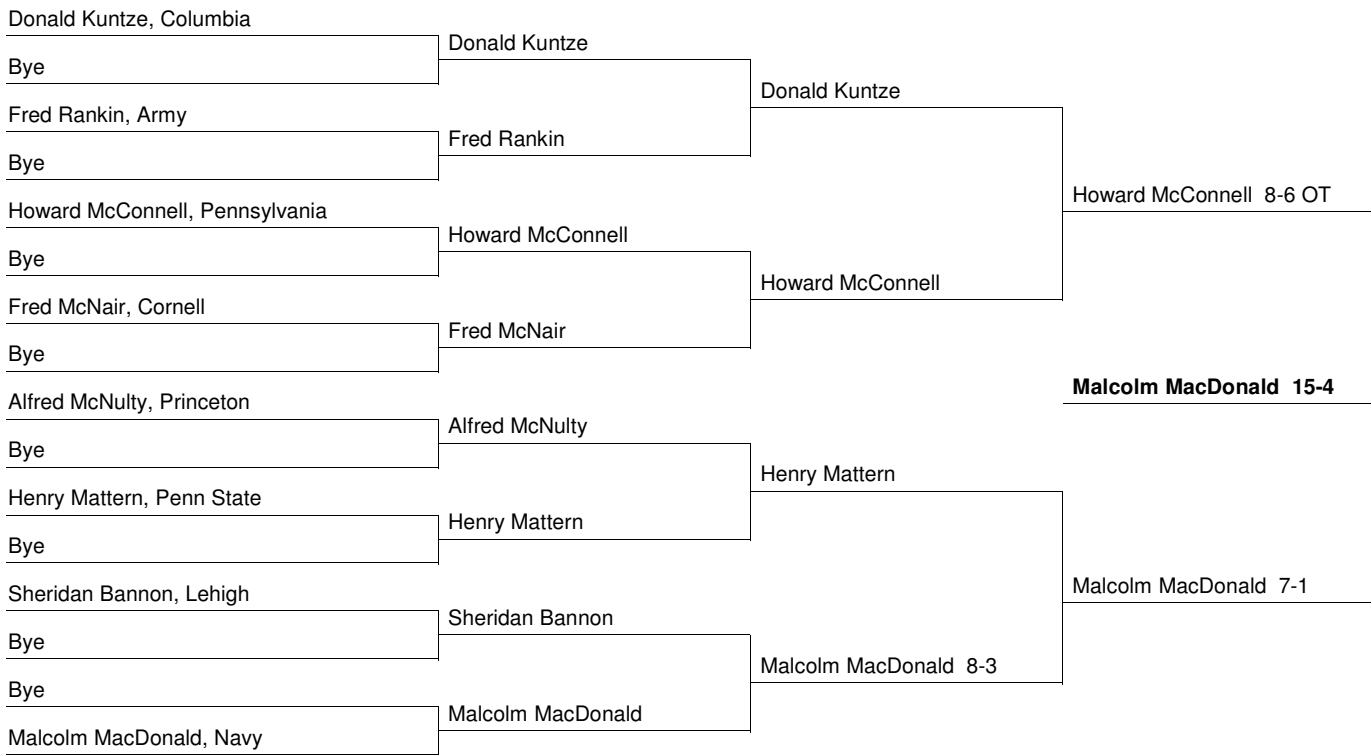 Donald Kuntze, Columbia
Bye
Fred Rankin, Army
Bye
Howard McConnell, Pennsylvania
Bye
Fred McNair, Cornell
Bye
Alfred McNulty, Princeton
Bye
Henry Mattern, Penn State
Bye
Sheridan Bannon, Lehigh
Bye
Bye
Malcolm MacDonald, Navy
Donald Kuntze
Fred Rankin
Howard McConnell
Fred McNair
Alfred McNulty
Henry Mattern
Sheridan Bannon
Malcolm MacDonald
Donald Kuntze
Howard McConnell
Henry Mattern
Malcolm MacDonald 8-3
Howard McConnell 8-6 OT
Malcolm MacDonald 15-4
Malcolm MacDonald 7-1